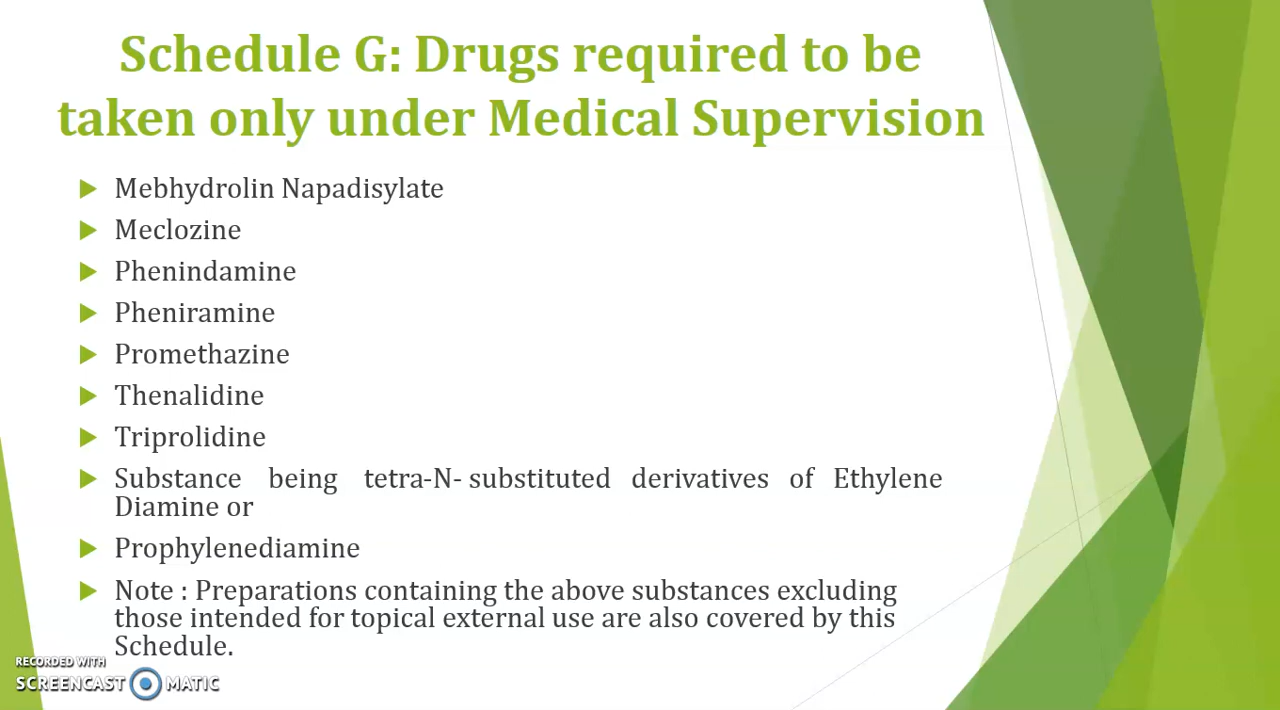 Schedule G: Drugs required to be
taken only under Medical Supervision
Mebhydrolin Napadisylate
Meclozine
Phenindamine
Pheniramine
Promethazine
Thenalidine
Triprolidine
Substance being tetra-N- substituted derivatives of Ethylene
Diamine or
Prophylenediamine
Note : Preparations containing the above substances excluding
those intended for topical external use are also covered by this
Schedule.
RECORDED WITH
SCREENCAST MATIC